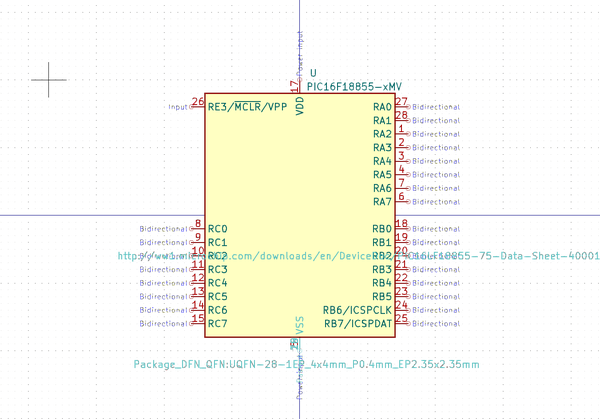 Power input
17
U
PIC16F18855-xMV
VDD
Input 26 RE3/MCLR/VPP
RA0 27 Bidirectional
RA1 28 Bidirectional
RA2 1 Bidirectional
RA3 2 Bidirectional
RA4 3 Bidirectional
RA5 4 Bidirectional
RA6 7 Bidirectional
RA7 6 Bidirectional
Bidirectional 8 RC0
RB0 18 Bidirectional
Bidirectional 9 RC1
RB1 19 Bidirectional
Bidirectional 10 RC2
RB2 20 Bidirectional
Bidirectional 11 RC3
RB3 21 Bidirectional
Bidirectional 12 RC4
RB4 22 Bidirectional
Bidirectional 13 RC5
RB5 23 Bidirectional
Bidirectional 14 RC6
RB6/ICSPCLK 24 Bidirectional
Bidirectional 15 RC7
RB7/ICSPDAT 25 Bidirectional
VSS
Package_DFN_QFN:UQFN-28-1EP_4x4mm_P0.4mm_EP2.35x2.35mm